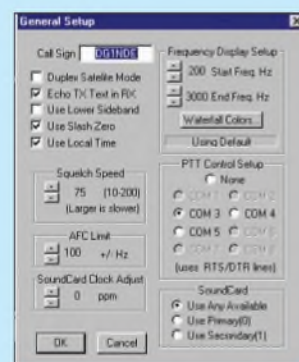 General Setup
Call Sign DG1NDE
Duplex Satelite Mode
Echo TX Text in RX
Use Lower Sideband
Use Slash Zero
Use Local Time
Squelch Speed
75 (10-200)
(Larger is slower)
AFC Limit
100 +/- Hz
SoundCard Clock Adjust
0 ppm
OK Cancel
Frequency Display Setup
200 Start Freq. Hz
3000 End Freq. Hz
Waterfall Colors...
Using Default
PTT Control Setup
None
COM 1 COM 2
COM 3 COM 4
COM 5
(uses RTS/DTR lines)
SoundCard
Use Any Available
Use Primary(0)
Use Secondary(1)